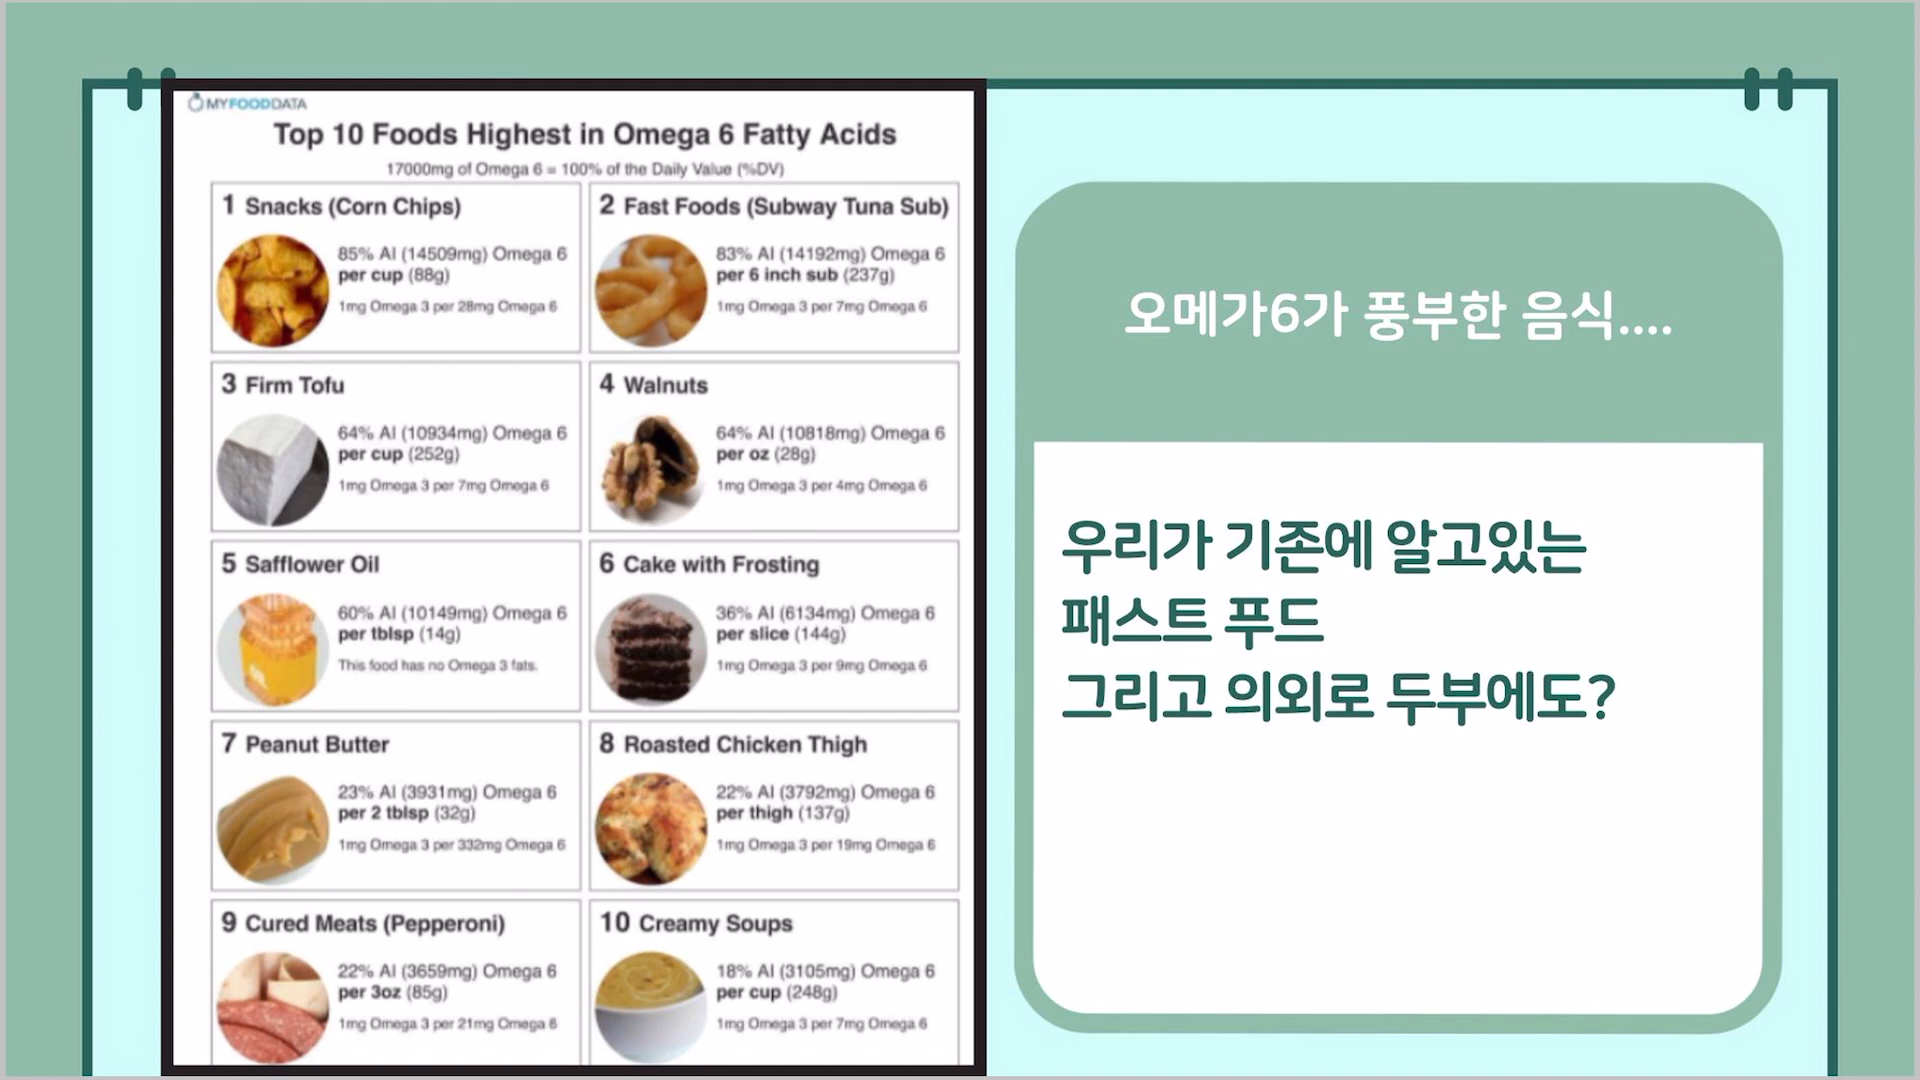 MYFOODDATA
Top 10 Foods Highest in Omega 6 Fatty Acids
17000mg of Omega 6 = 100% of the Daily Value (%DV)
1 Snacks (Corn Chips)
85% AI (14509mg) Omega 6
per cup (88g)
1mg Omega 3 per 28mg Omega 6
2 Fast Foods (Subway Tuna Sub)
83% AI (14192mg) Omega 6
per 6 inch sub (237g)
1mg Omega 3 per 7mg Omega 6
3 Firm Tofu
64% AI (10934mg) Omega 6
per cup (252g)
1mg Omega 3 per 7mg Omega 6
4 Walnuts
64% AI (10818mg) Omega 6
per oz (28g)
1mg Omega 3 per 4mg Omega 6
5 Safflower Oil
60% AI (10149mg) Omega 6
per tblsp (14g)
This food has no Omega 3 fats.
6 Cake with Frosting
36% AI (6134mg) Omega 6
per slice (144g)
1mg Omega 3 per 9mg Omega 6
7 Peanut Butter
23% AI (3931mg) Omega 6
per 2 tblsp (32g)
1mg Omega 3 per 332mg Omega 6
8 Roasted Chicken Thigh
22% AI (3792mg) Omega 6
per thigh (137g)
1mg Omega 3 per 19mg Omega 6
9 Cured Meats (Pepperoni)
22% AI (3659mg) Omega 6
per 3oz (85g)
1mg Omega 3 per 21mg Omega 6
10 Creamy Soups
18% AI (3105mg) Omega 6
per cup (248g)
1mg Omega 3 per 7mg Omega 6
오메가6가 풍부한 음식....
우리가 기존에 알고있는
패스트 푸드
그리고 의외로 두부에도?